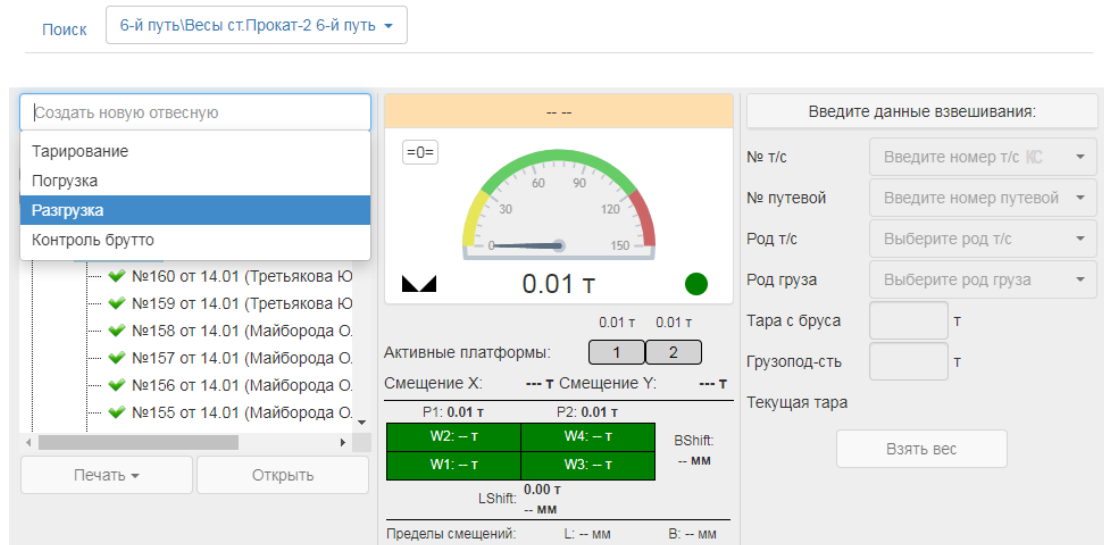 Поиск
6-й путь\Весы ст.Прокат-2 6-й путь
Создать новую отвесную
Тарирование
Погрузка
Разгрузка
Контроль брутто
№160 от 14.01 (Третьякова Ю
№159 от 14.01 (Третьякова Ю
№158 от 14.01 (Майборода О.
№157 от 14.01 (Майборода О.
№156 от 14.01 (Майборода О.
№155 от 14.01 (Майборода О.
Печать
Открыть
-- --
=0=
0 30 60 90 120 150
0.01 т
0.01 т 0.01 т
Активные платформы: 1 2
Смещение X: --- т Смещение Y: --- т
P1: 0.01 т P2: 0.01 т
W2: -- т W4: -- т
W1: -- т W3: -- т
BShift:
-- мм
LShift: 0.00 т
-- мм
Пределы смещений: L: -- мм B: -- мм
Введите данные взвешивания:
№ т/с Введите номер т/с КС
№ путевой Введите номер путевой
Род т/с Выберите род т/с
Род груза Выберите род груза
Тара с бруса т
Грузопод-сть т
Текущая тара
Взять вес